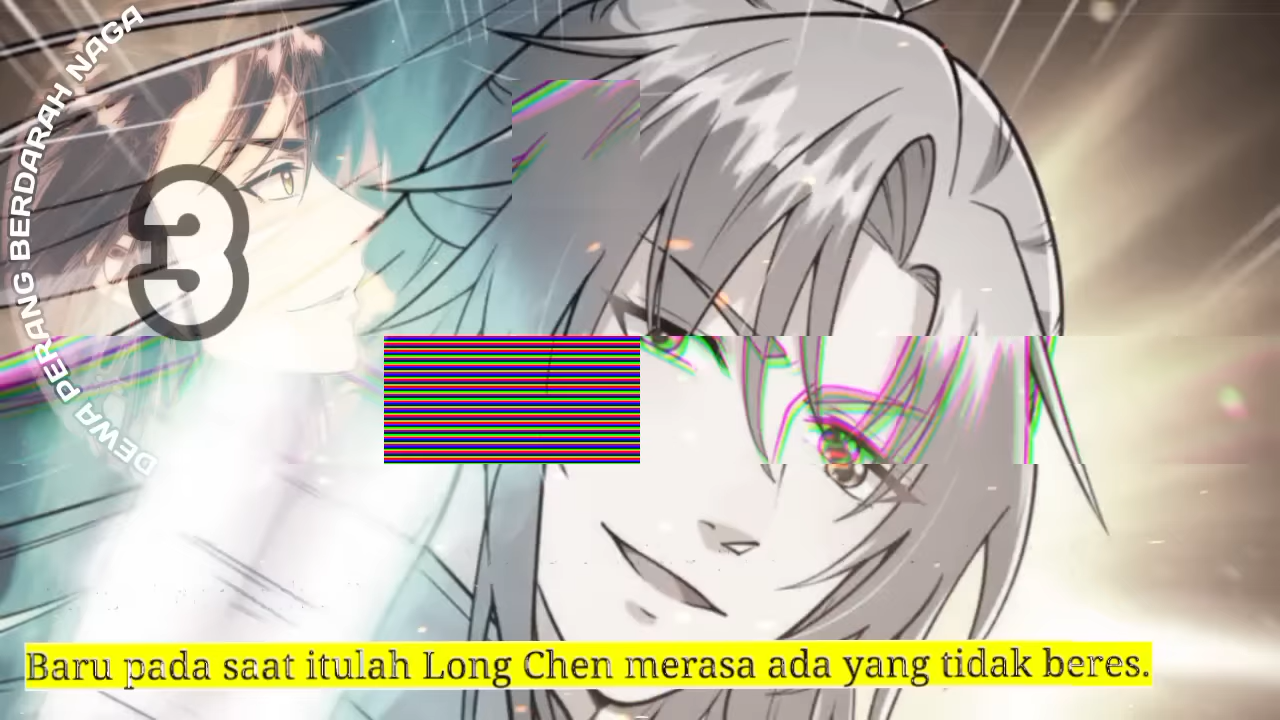 DEWA PERANG BERDARAH NAGA
3
Baru pada saat itulah Long Chen merasa ada yang tidak beres.